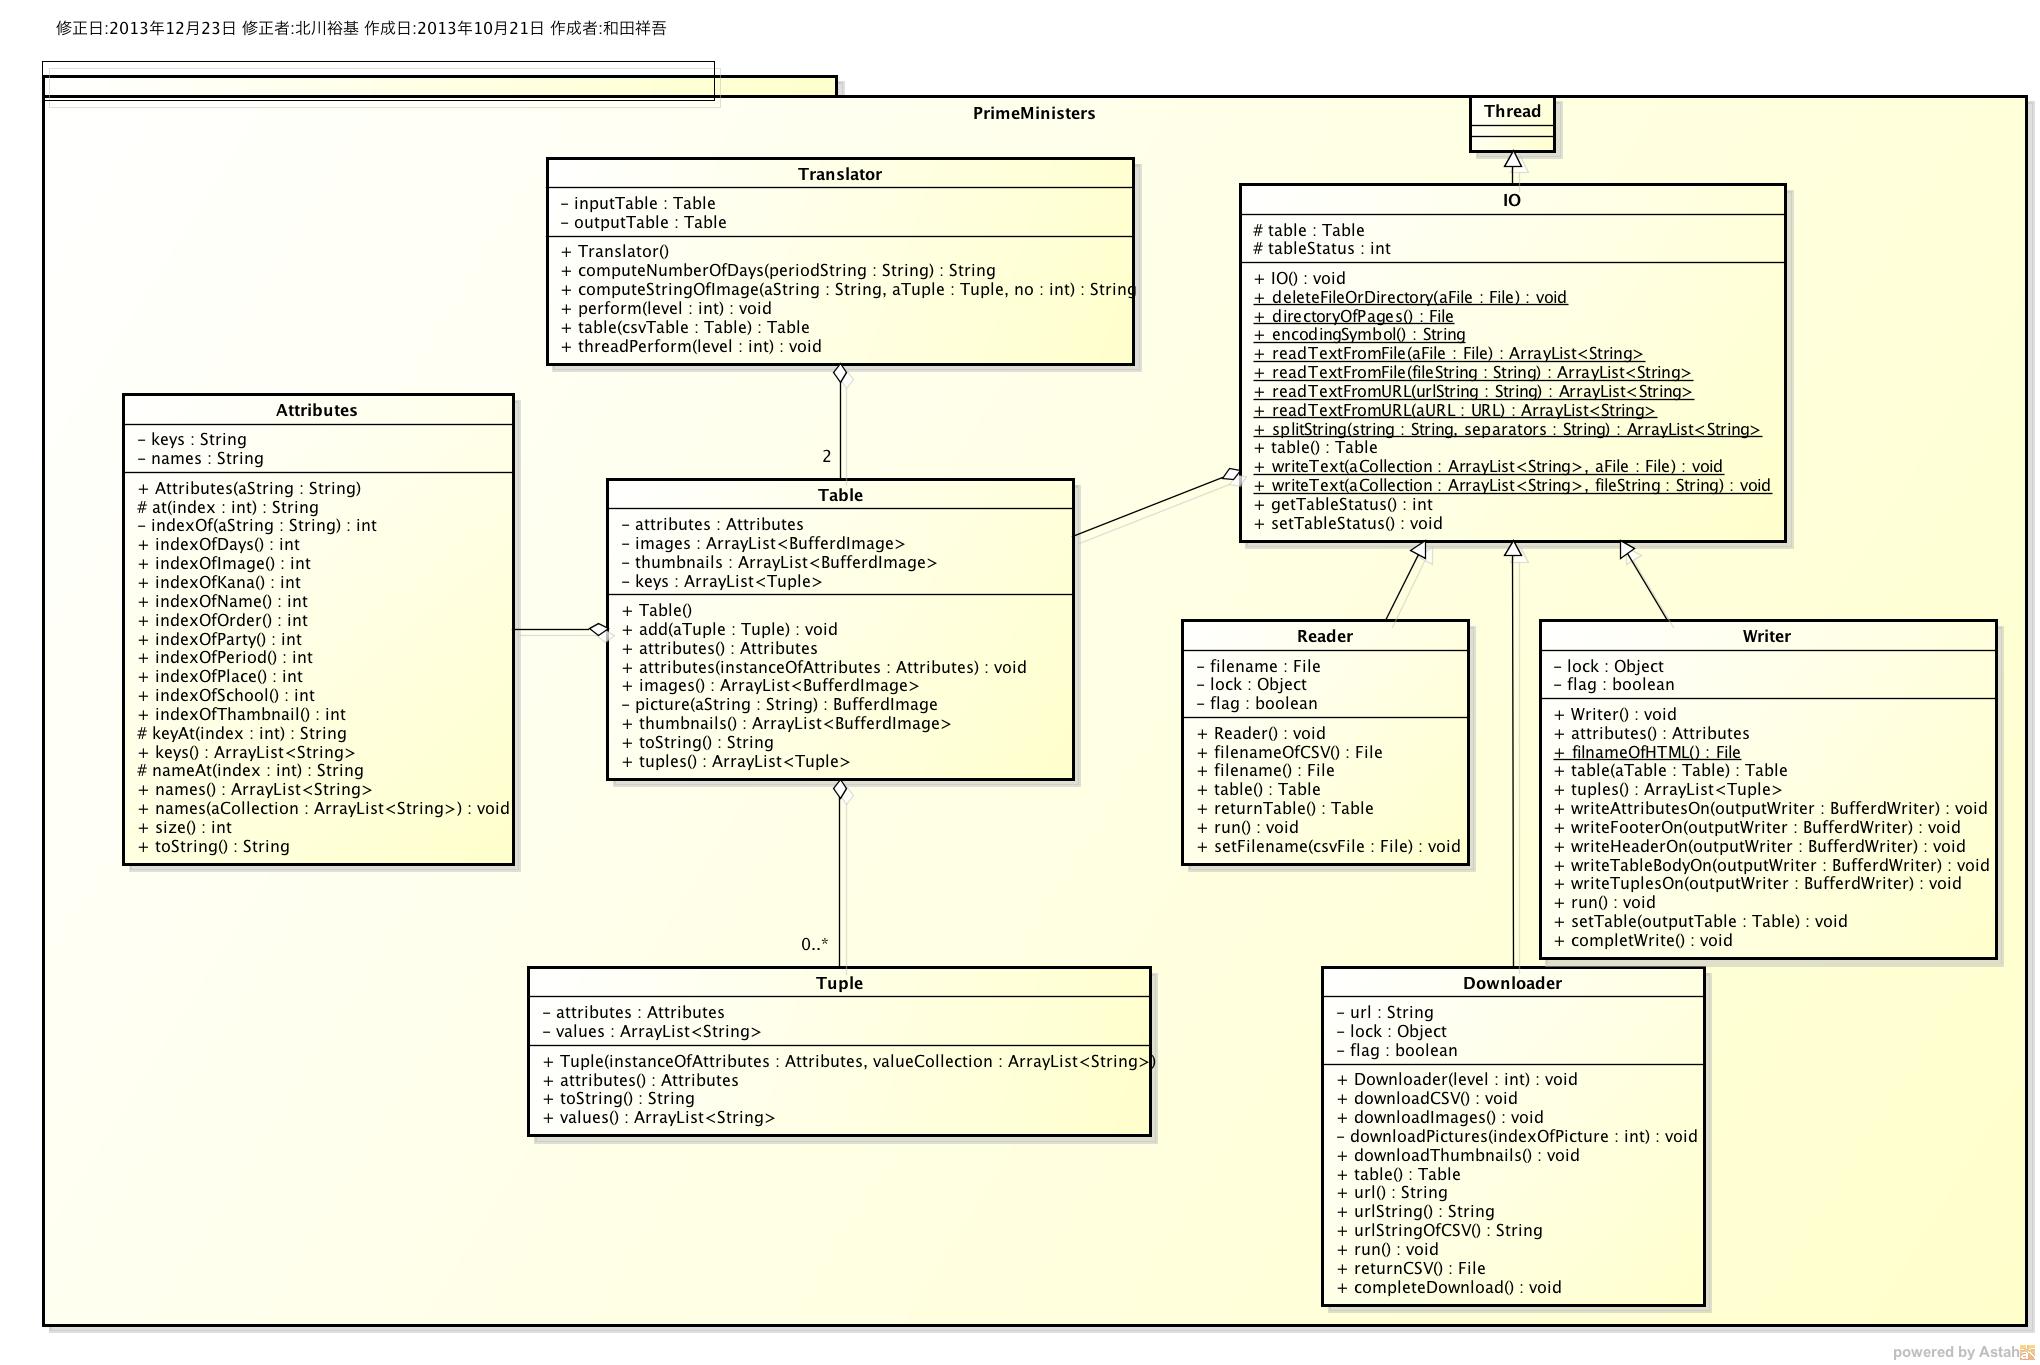 修正日:2013年12月23日 修正者:北川裕基 作成日:2013年10月21日 作成者:和田祥吾
PrimeMinisters
Thread
Translator
– inputTable : Table
– outputTable : Table
+ Translator()
+ computeNumberOfDays(periodString : String) : String
+ computeStringOfImage(aString : String, aTuple : Tuple, no : int) : String
+ perform(level : int) : void
+ table(csvTable : Table) : Table
+ threadPerform(level : int) : void
IO
# table : Table
# tableStatus : int
+ IO() : void
+ deleteFileOrDirectory(aFile : File) : void
+ directoryOfPages() : File
+ encodingSymbol() : String
+ readTextFromFile(aFile : File) : ArrayList<String>
+ readTextFromFile(fileString : String) : ArrayList<String>
+ readTextFromURL(urlString : String) : ArrayList<String>
+ readTextFromURL(aURL : URL) : ArrayList<String>
+ splitString(string : String, separators : String) : ArrayList<String>
+ table() : Table
+ writeText(aCollection : ArrayList<String>, aFile : File) : void
+ writeText(aCollection : ArrayList<String>, fileString : String) : void
+ getTableStatus() : int
+ setTableStatus() : void
Attributes
– keys : String
– names : String
+ Attributes(aString : String)
# at(index : int) : String
– indexOf(aString : String) : int
+ indexOfDays() : int
+ indexOfImage() : int
+ indexOfKana() : int
+ indexOfName() : int
+ indexOfOrder() : int
+ indexOfParty() : int
+ indexOfPeriod() : int
+ indexOfPlace() : int
+ indexOfSchool() : int
+ indexOfThambnail() : int
# keyAt(index : int) : String
+ keys() : ArrayList<String>
# nameAt(index : int) : String
+ names() : ArrayList<String>
+ names(aCollection : ArrayList<String>) : void
+ size() : int
+ toString() : String
2
Table
– attributes : Attributes
– images : ArrayList<BufferdImage>
– thumbnails : ArrayList<BufferdImage>
– keys : ArrayList<Tuple>
+ Table()
+ add(aTuple : Tuple) : void
+ attributes() : Attributes
+ attributes(instanceOfAttributes : Attributes) : void
+ images() : ArrayList<BufferdImage>
– picture(aString : String) : BufferdImage
+ thumbnails() : ArrayList<BufferdImage>
+ toString() : String
+ tuples() : ArrayList<Tuple>
Reader
– filename : File
– lock : Object
– flag : boolean
+ Reader() : void
+ filenameOfCSV() : File
+ filename() : File
+ table() : Table
+ returnTable() : Table
+ run() : void
+ setFilename(csvFile : File) : void
Writer
– lock : Object
– flag : boolean
+ Writer() : void
+ attributes() : Attributes
+ filnameOfHTML() : File
+ table(aTable : Table) : Table
+ tuples() : ArrayList<Tuple>
+ writeAttributesOn(outputWriter : BufferdWriter) : void
+ writeFooterOn(outputWriter : BufferdWriter) : void
+ writeHeaderOn(outputWriter : BufferdWriter) : void
+ writeTableBodyOn(outputWriter : BufferdWriter) : void
+ writeTuplesOn(outputWriter : BufferdWriter) : void
+ run() : void
+ setTable(outputTable : Table) : void
+ completWrite() : void
0..*
Tuple
– attributes : Attributes
– values : ArrayList<String>
+ Tuple(instanceOfAttributes : Attributes, valueCollection : ArrayList<String>)
+ attributes() : Attributes
+ toString() : String
+ values() : ArrayList<String>
Downloader
– url : String
– lock : Object
– flag : boolean
+ Downloader(level : int) : void
+ downloadCSV() : void
+ downloadImages() : void
– downloadPictures(indexOfPicture : int) : void
+ downloadThumbnails() : void
+ table() : Table
+ url() : String
+ urlString() : String
+ urlStringOfCSV() : String
+ run() : void
+ returnCSV() : File
+ completeDownload() : void
powered by Astah